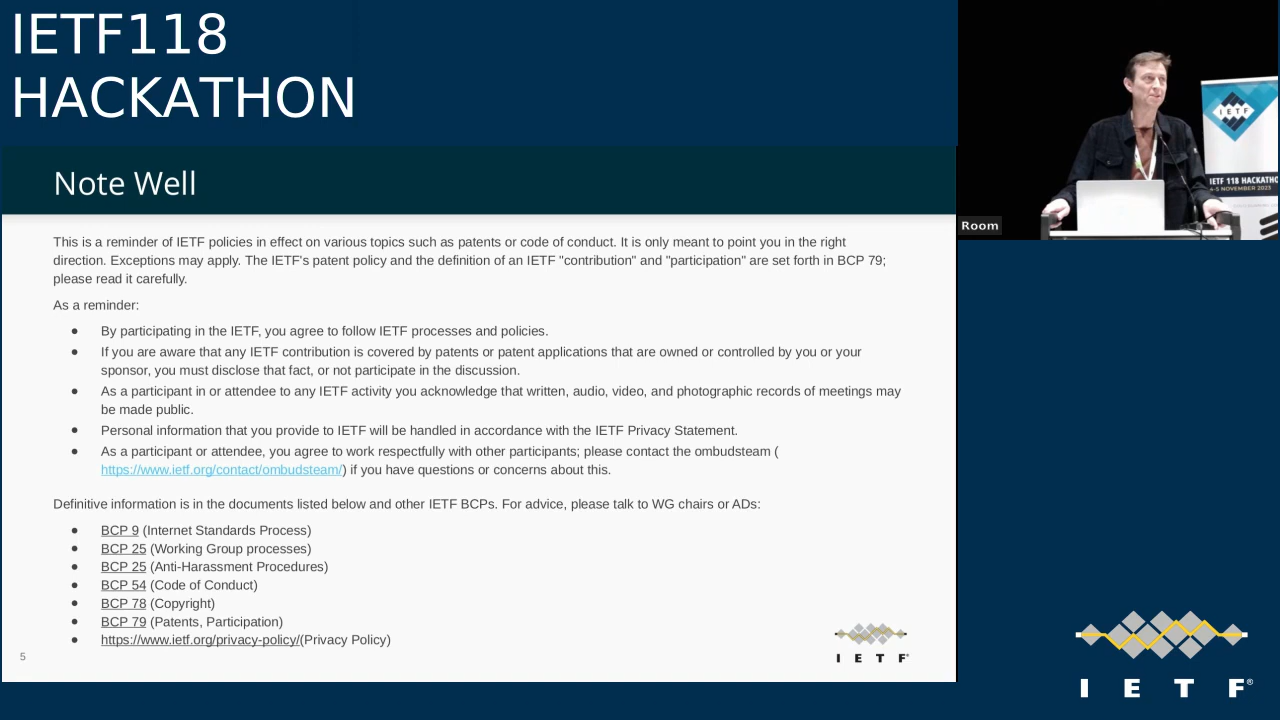 IETF118
HACKATHON
Note Well
This is a reminder of IETF policies in effect on various topics such as patents or code of conduct. It is only meant to point you in the right
direction. Exceptions may apply. The IETF's patent policy and the definition of an IETF "contribution" and "participation" are set forth in BCP 79;
please read it carefully.
As a reminder:
● By participating in the IETF, you agree to follow IETF processes and policies.
● If you are aware that any IETF contribution is covered by patents or patent applications that are owned or controlled by you or your
sponsor, you must disclose that fact, or not participate in the discussion.
● As a participant in or attendee to any IETF activity you acknowledge that written, audio, video, and photographic records of meetings may
be made public.
● Personal information that you provide to IETF will be handled in accordance with the IETF Privacy Statement.
● As a participant or attendee, you agree to work respectfully with other participants; please contact the ombudsteam (
https://www.ietf.org/contact/ombudsteam/) if you have questions or concerns about this.
Definitive information is in the documents listed below and other IETF BCPs. For advice, please talk to WG chairs or ADs:
● BCP 9 (Internet Standards Process)
● BCP 25 (Working Group processes)
● BCP 25 (Anti-Harassment Procedures)
● BCP 54 (Code of Conduct)
● BCP 78 (Copyright)
● BCP 79 (Patents, Participation)
● https://www.ietf.org/privacy-policy/(Privacy Policy)
5
I E T F®
IETF
IETF 118 HACKATHO
4-5 NOVEMBER 2023
Room
I E T F®